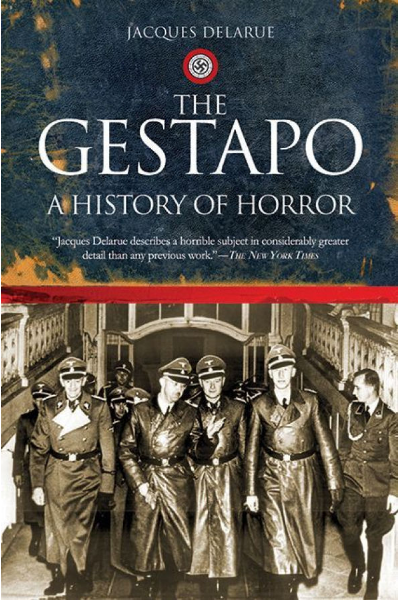 JACQUES DELARUE
THE
GESTAPO
A HISTORY OF HORROR
“Jacques Delarue describes a horrible subject in considerably greater
detail than any previous work.”—THE NEW YORK TIMES